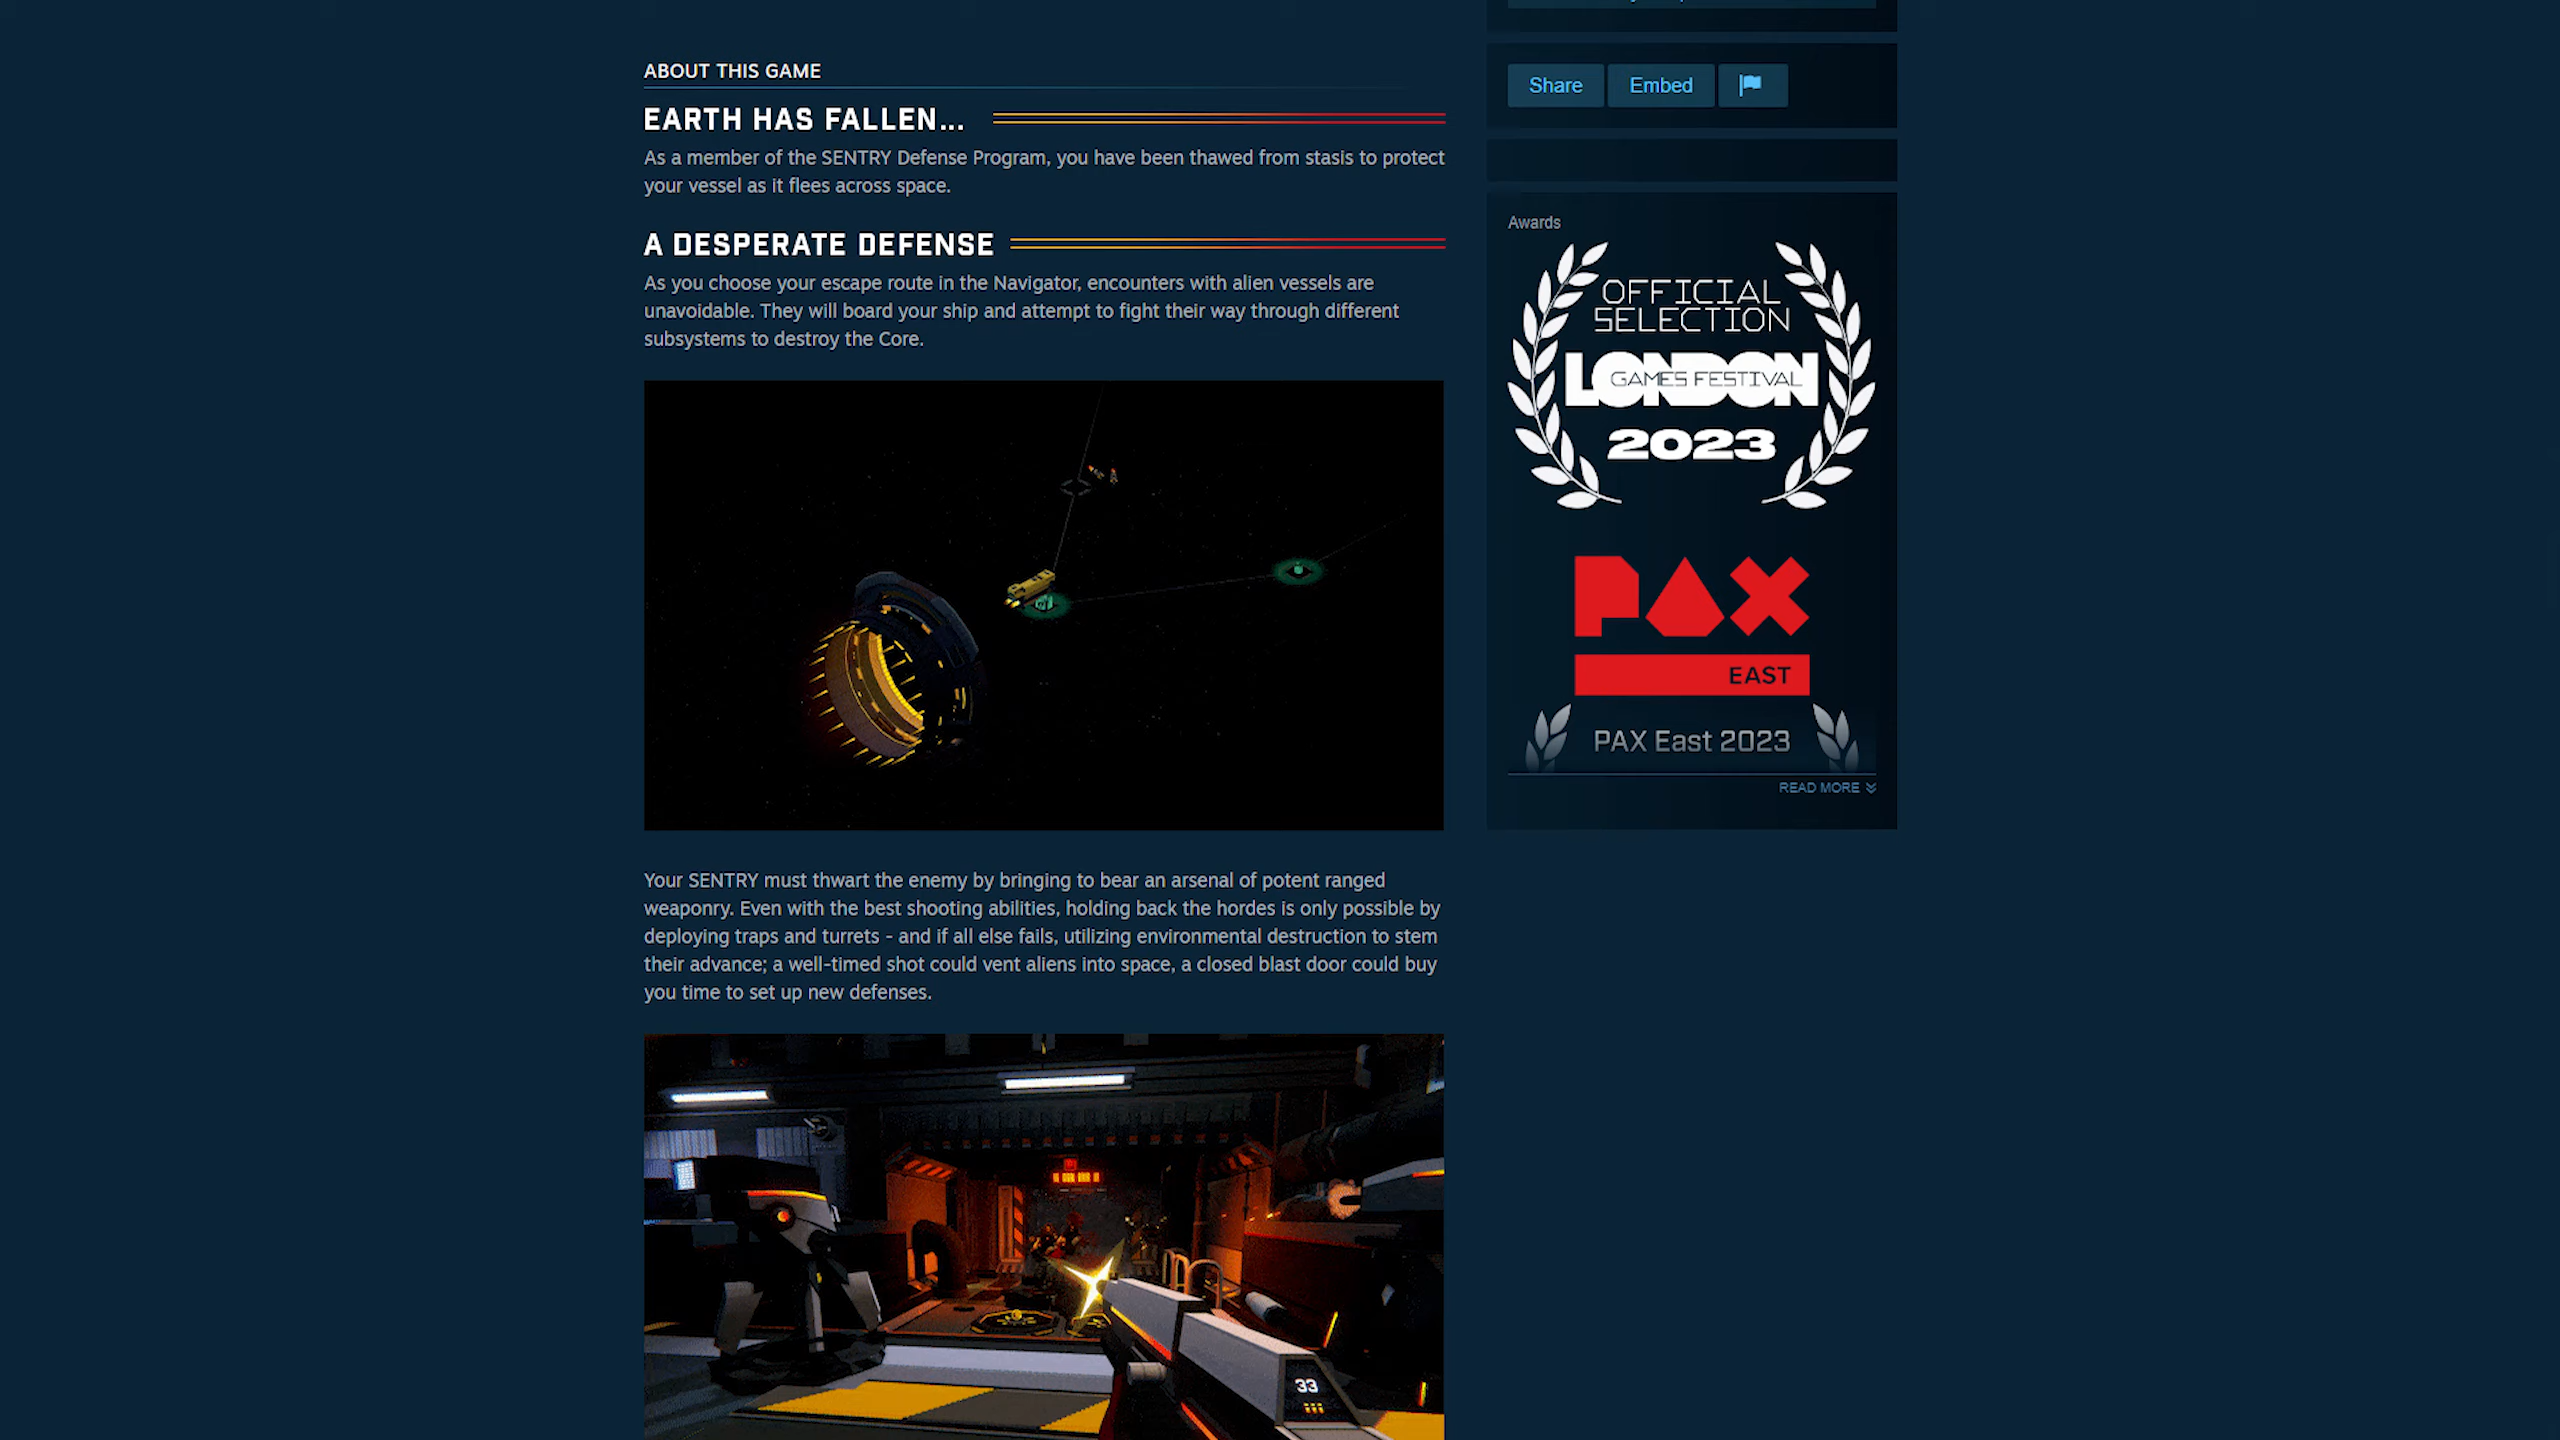 ABOUT THIS GAME
EARTH HAS FALLEN...
As a member of the SENTRY Defense Program, you have been thawed from stasis to protect
your vessel as it flees across space.
A DESPERATE DEFENSE
As you choose your escape route in the Navigator, encounters with alien vessels are
unavoidable. They will board your ship and attempt to fight their way through different
subsystems to destroy the Core.
Your SENTRY must thwart the enemy by bringing to bear an arsenal of potent ranged
weaponry. Even with the best shooting abilities, holding back the hordes is only possible by
deploying traps and turrets - and if all else fails, utilizing environmental destruction to stem
their advance; a well-timed shot could vent aliens into space, a closed blast door could buy
you time to set up new defenses.
33
Share
Embed
Awards
OFFICIAL
SELECTION
LONDON
GAMES FESTIVAL
2023
PAX
EAST
PAX East 2023
READ MORE